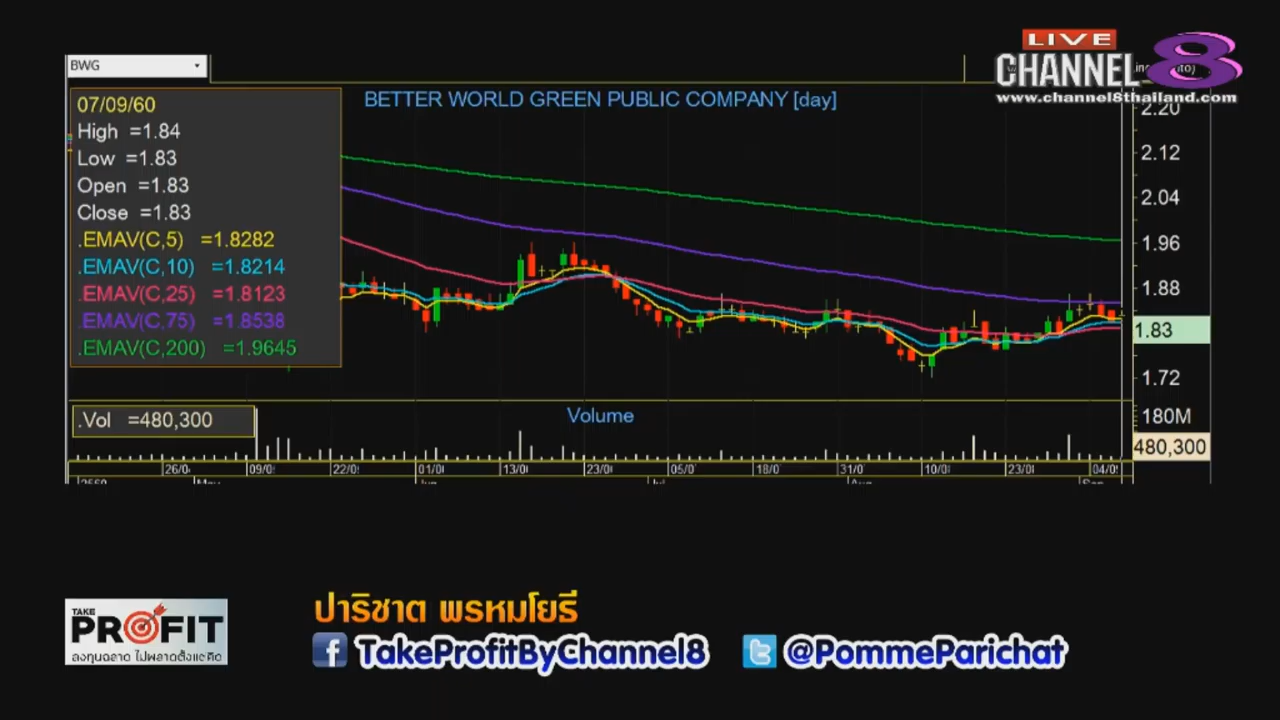 LIVE
CHANNEL 8
www.channel8thailand.com
BWG
BETTER WORLD GREEN PUBLIC COMPANY [day]
07/09/60
High =1.84
Low =1.83
Open =1.83
Close =1.83
.EMAV(C,5) =1.8282
.EMAV(C,10) =1.8214
.EMAV(C,25) =1.8123
.EMAV(C,75) =1.8538
.EMAV(C,200) =1.9645
2.20
2.12
2.04
1.96
1.88
1.83
1.72
.Vol =480,300
Volume
180M
480,300
26/0 09/0 22/0 01/0 13/0 23/0 05/0 18/0 31/0 10/0 23/0 04/0
TAKE
PROFIT
ลงทุนฉลาด ไม่พลาดตั้งแต่คิด
ปาริชาต พรหมโยธี
TakeProfitByChannel8
@PommeParichat